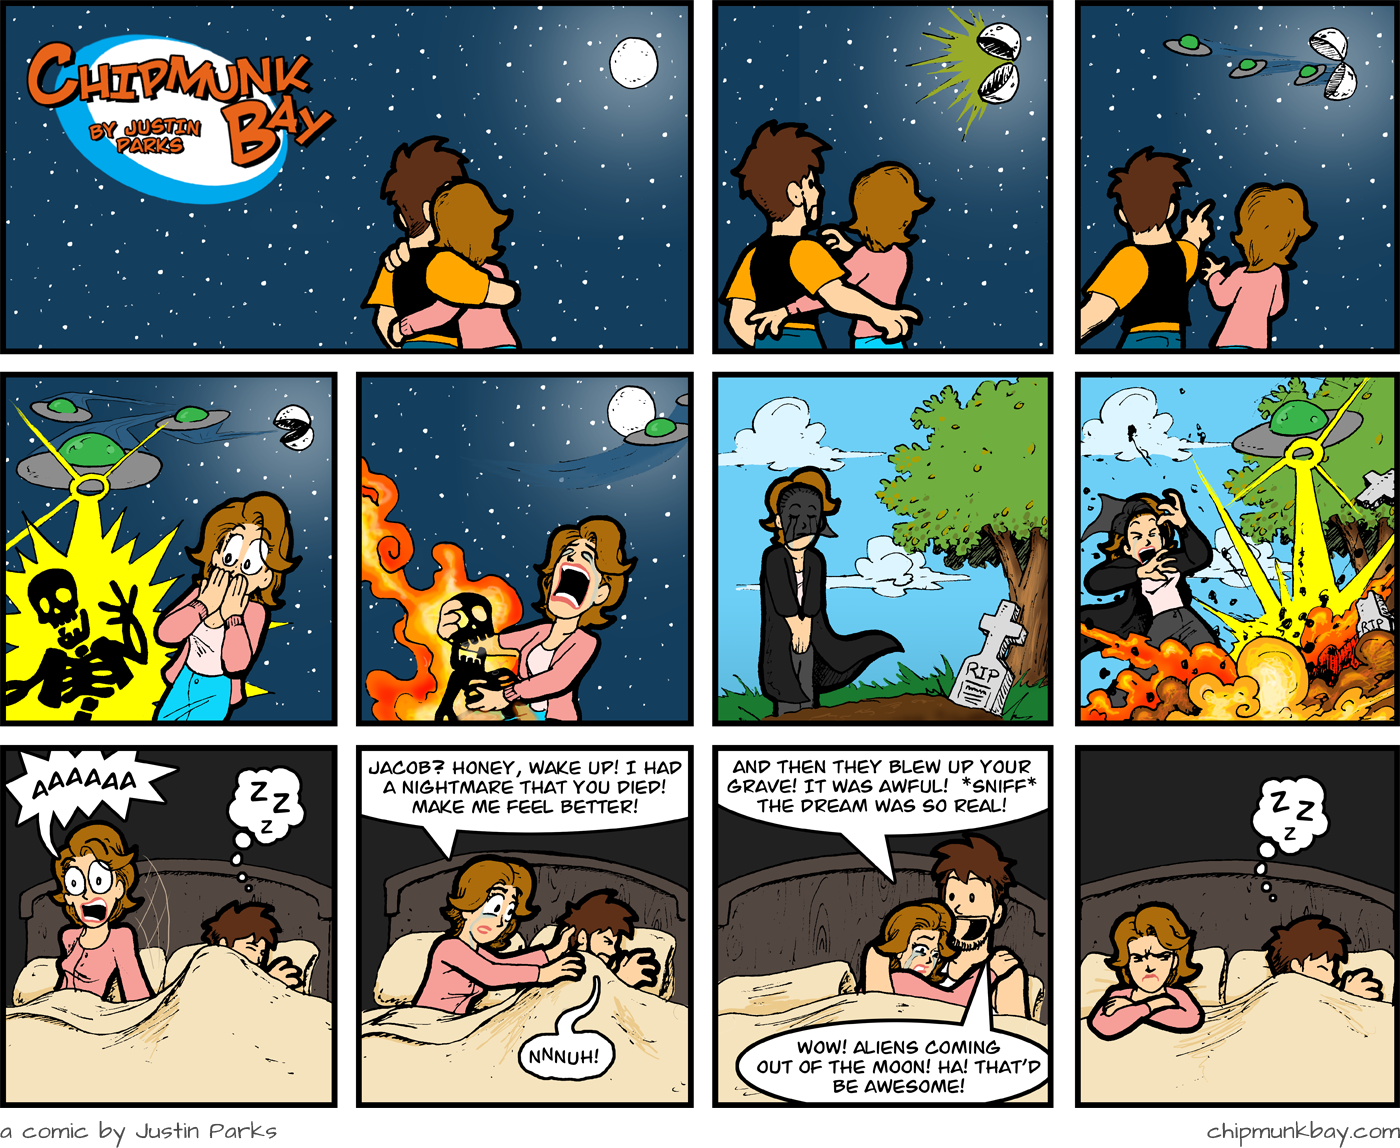 CHIPMUNK
BAY
BY JUSTIN
PARKS
RIP
RIP
AAAAAA
Z Z
Z
JACOB? HONEY, WAKE UP! I HAD
A NIGHTMARE THAT YOU DIED!
MAKE ME FEEL BETTER!
NNNUH!
AND THEN THEY BLEW UP YOUR
GRAVE! IT WAS AWFUL! *SNIFF*
THE DREAM WAS SO REAL!
WOW! ALIENS COMING
OUT OF THE MOON! HA! THAT'D
BE AWESOME!
Z Z
Z
a comic by Justin Parks
chipmunkbay.com